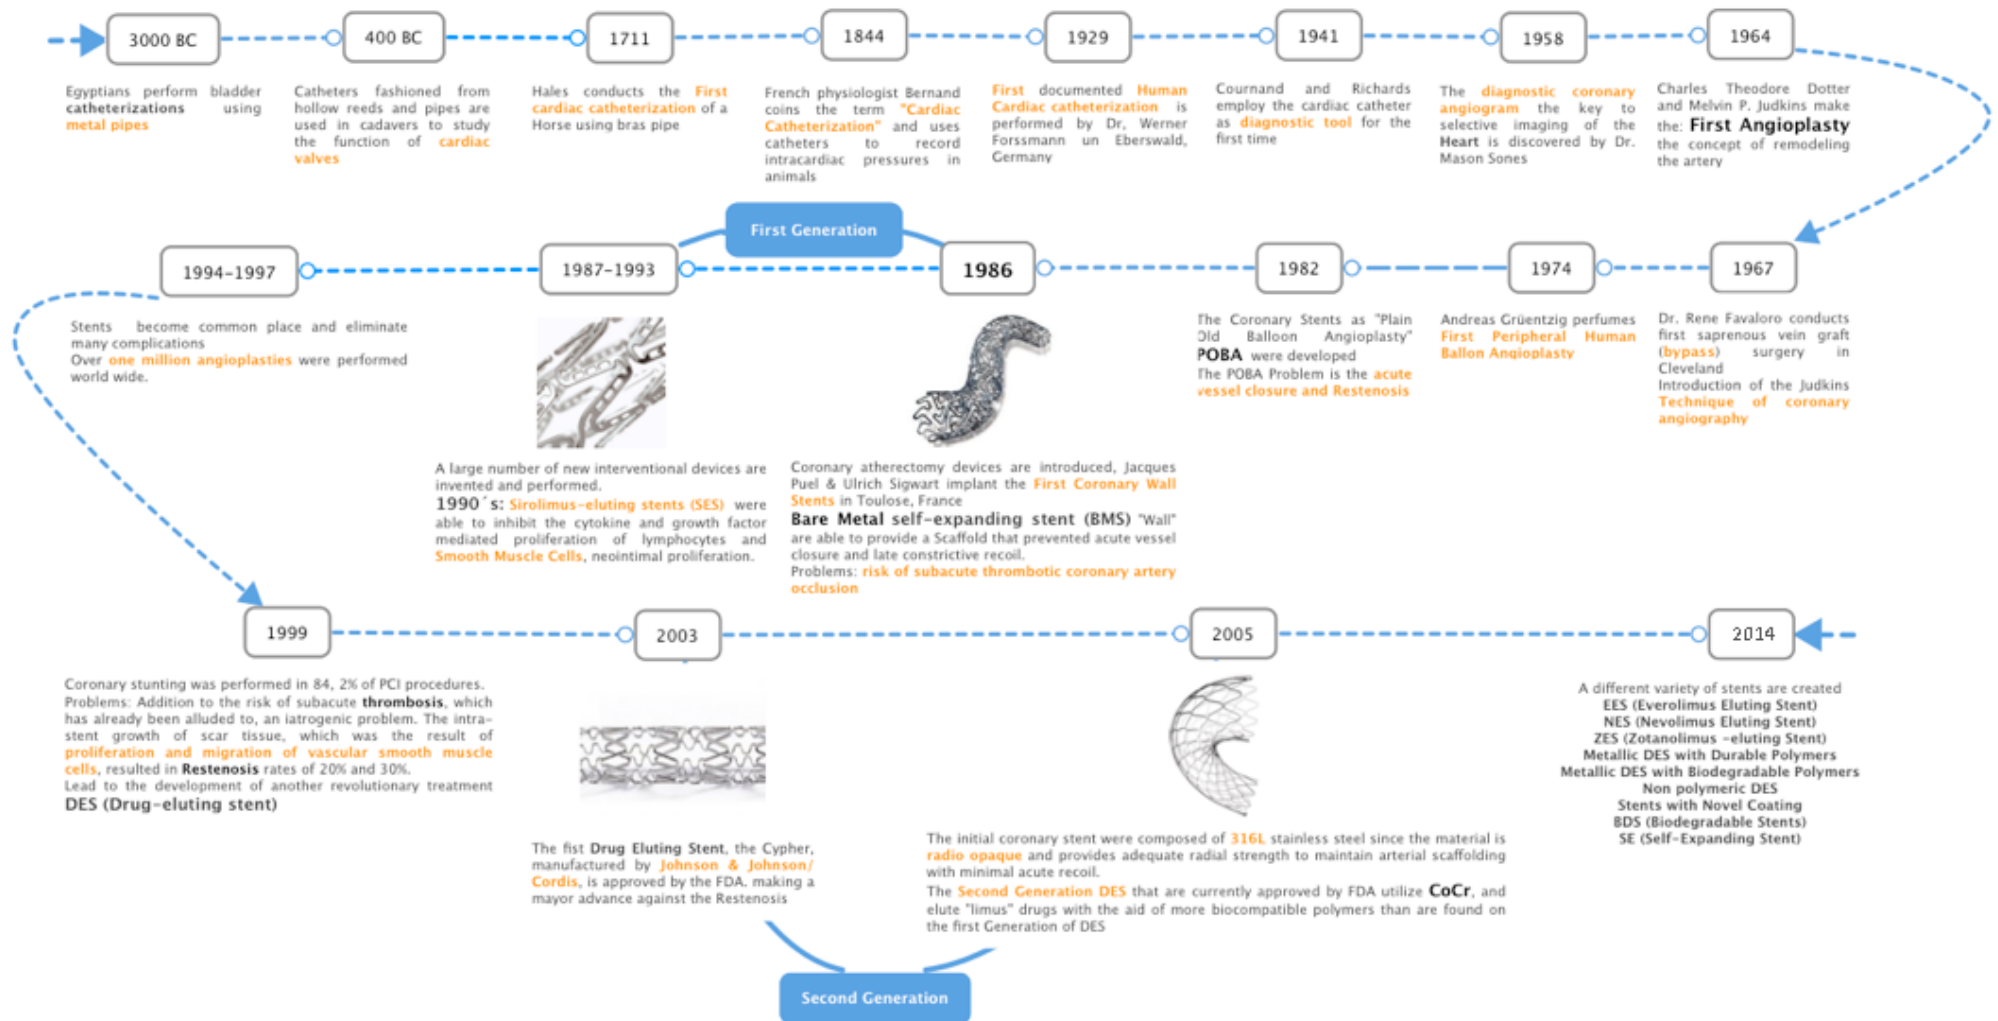 3000 BC
Egyptians perform bladder
catheterizations using
metal pipes
400 BC
Catheters fashioned from
hollow reeds and pipes are
used in cadavers to study
the function of cardiac
valves
1711
Hales conducts the First
cardiac catheterization of a
Horse using bras pipe
1844
French physiologist Bernand
coins the term "Cardiac
Catheterization" and uses
catheters to record
intracardiac pressures in
animals
1929
First documented Human
Cardiac catheterization is
performed by Dr, Werner
Forssmann un Eberswald,
Germany
1941
Cournand and Richards
employ the cardiac catheter
as diagnostic tool for the
first time
1958
The diagnostic coronary
angiogram the key to
selective imaging of the
Heart is discovered by Dr.
Mason Sones
1964
Charles Theodore Dotter
and Melvin P. Judkins make
the: First Angioplasty
the concept of remodeling
the artery
1967
Dr. Rene Favaloro conducts
first saprenous vein graft
(bypass) surgery in
Cleveland
Introduction of the Judkins
Technique of coronary
angiography
1974
Andreas Grüentzig perfumes
First Peripheral Human
Ballon Angioplasty
1982
The Coronary Stents as "Plain
Old Balloon Angioplasty"
POBA were developed
The POBA Problem is the acute
vessel closure and Restenosis
First Generation
1986
Coronary atherectomy devices are introduced, Jacques
Puel & Ulrich Sigwart implant the First Coronary Wall
Stents in Toulose, France
Bare Metal self-expanding stent (BMS) "Wall"
are able to provide a Scaffold that prevented acute vessel
closure and late constrictive recoil.
Problems: risk of subacute thrombotic coronary artery
occlusion
1987-1993
A large number of new interventional devices are
invented and performed.
1990´s: Sirolimus-eluting stents (SES) were
able to inhibit the cytokine and growth factor
mediated proliferation of lymphocytes and
Smooth Muscle Cells, neointimal proliferation.
1994-1997
Stents become common place and eliminate
many complications
Over one million angioplasties were performed
world wide.
1999
Coronary stunting was performed in 84, 2% of PCI procedures.
Problems: Addition to the risk of subacute thrombosis, which
has already been alluded to, an iatrogenic problem. The intra-
stent growth of scar tissue, which was the result of
proliferation and migration of vascular smooth muscle
cells, resulted in Restenosis rates of 20% and 30%.
Lead to the development of another revolutionary treatment
DES (Drug-eluting stent)
2003
The fist Drug Eluting Stent, the Cypher,
manufactured by Johnson & Johnson/
Cordis, is approved by the FDA. making a
mayor advance against the Restenosis
2005
The initial coronary stent were composed of 316L stainless steel since the material is
radio opaque and provides adequate radial strength to maintain arterial scaffolding
with minimal acute recoil.
The Second Generation DES that are currently approved by FDA utilize CoCr, and
elute "limus" drugs with the aid of more biocompatible polymers than are found on
the first Generation of DES
Second Generation
2014
A different variety of stents are created
EES (Everolimus Eluting Stent)
NES (Nevolimus Eluting Stent)
ZES (Zotanolimus -eluting Stent)
Metallic DES with Durable Polymers
Metallic DES with Biodegradable Polymers
Non polymeric DES
Stents with Novel Coating
BDS (Biodegradable Stents)
SE (Self-Expanding Stent)